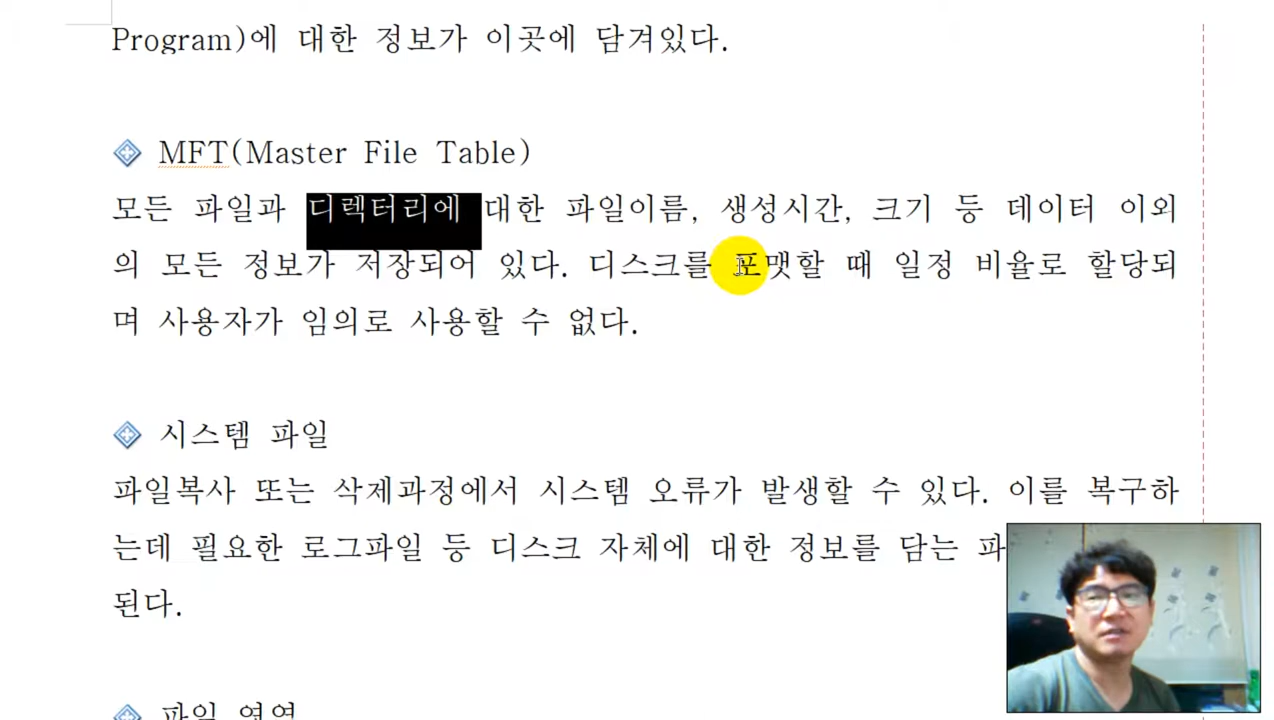 Program)에 대한 정보가 이곳에 담겨있다.
MFT(Master File Table)
모든 파일과 디렉터리에 대한 파일이름, 생성시간, 크기 등 데이터 이외
의 모든 정보가 저장되어 있다. 디스크를 포맷할 때 일정 비율로 할당되
며 사용자가 임의로 사용할 수 없다.
시스템 파일
파일복사 또는 삭제과정에서 시스템 오류가 발생할 수 있다. 이를 복구하
는데 필요한 로그파일 등 디스크 자체에 대한 정보를 담는 파
된다.
파일 영역